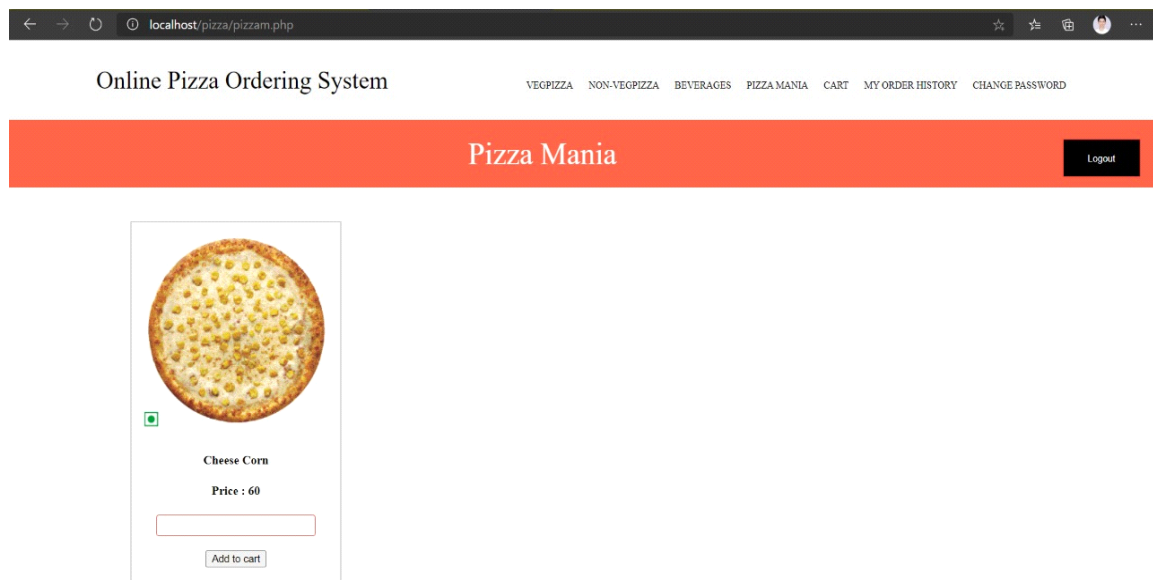 localhost/pizza/pizzam.php
Online Pizza Ordering System
VEGPIZZA NON-VEGPIZZA BEVERAGES PIZZA MANIA CART MY ORDER HISTORY CHANGE PASSWORD
Pizza Mania
Logout
Cheese Corn
Price : 60
Add to cart